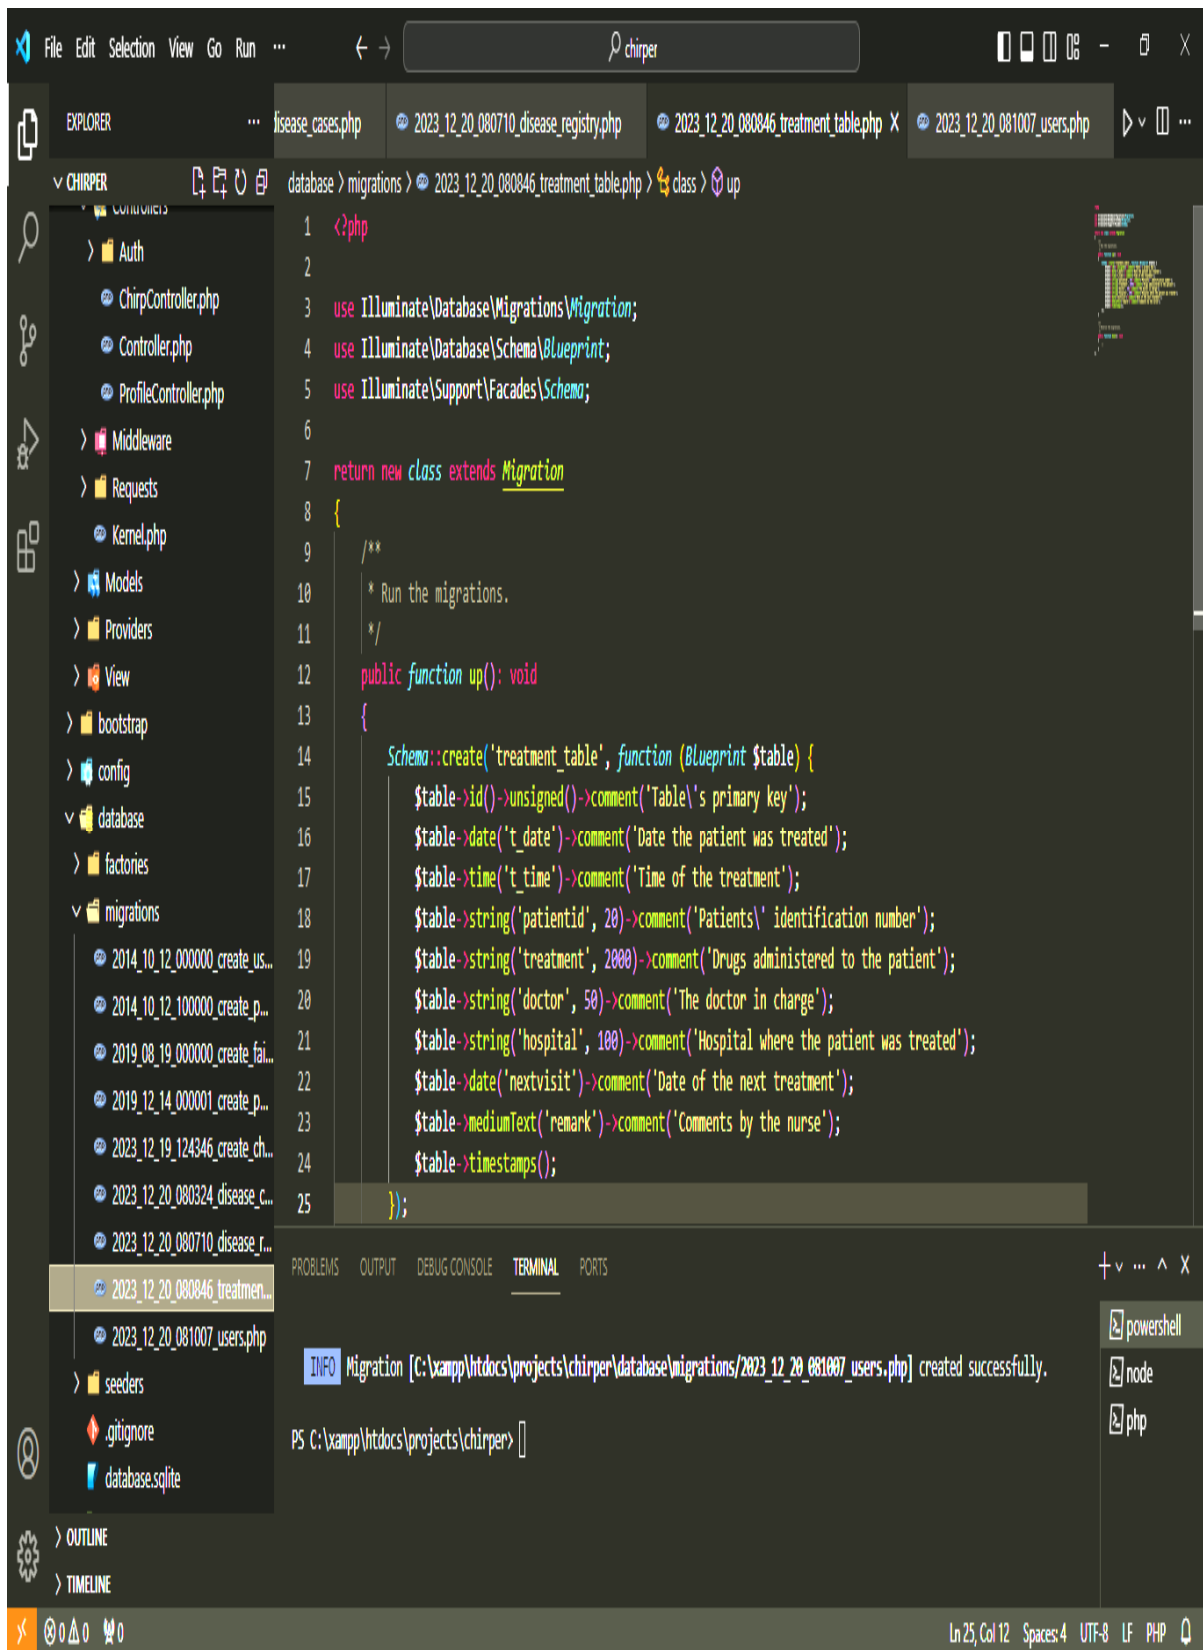 File Edit Selection View Go Run ··· chirper
EXPLORER ···
isease_cases.php 2023_12_20_080710_disease_registry.php 2023_12_20_080846_treatment_table.php 2023_12_20_081007_users.php
CHIRPER
database > migrations > 2023_12_20_080846_treatment_table.php > class > up
Controllers
Auth
ChirpController.php
Controller.php
ProfileController.php
Middleware
Requests
Kernel.php
Models
Providers
View
bootstrap
config
database
factories
migrations
2014_10_12_000000_create_us...
2014_10_12_100000_create_p...
2019_08_19_000000_create_fai...
2019_12_14_000001_create_p...
2023_12_19_124346_create_ch...
2023_12_20_080324_disease_c...
2023_12_20_080710_disease_r...
2023_12_20_080846_treatmen...
2023_12_20_081007_users.php
seeders
.gitignore
database.sqlite
OUTLINE
TIMELINE
1 <?php
2
3 use Illuminate\Database\Migrations\Migration;
4 use Illuminate\Database\Schema\Blueprint;
5 use Illuminate\Support\Facades\Schema;
6
7 return new class extends Migration
8 {
9 /**
10 * Run the migrations.
11 */
12 public function up(): void
13 {
14 Schema::create('treatment_table', function (Blueprint $table) {
15 $table->id()->unsigned()->comment('Table\'s primary key');
16 $table->date('t_date')->comment('Date the patient was treated');
17 $table->time('t_time')->comment('Time of the treatment');
18 $table->string('patientid', 20)->comment('Patients\' identification number');
19 $table->string('treatment', 2000)->comment('Drugs administered to the patient');
20 $table->string('doctor', 50)->comment('The doctor in charge');
21 $table->string('hospital', 100)->comment('Hospital where the patient was treated');
22 $table->date('nextvisit')->comment('Date of the next treatment');
23 $table->mediumText('remark')->comment('Comments by the nurse');
24 $table->timestamps();
25 });
PROBLEMS OUTPUT DEBUG CONSOLE TERMINAL PORTS
INFO Migration [C:\xampp\htdocs\projects\chirper\database\migrations/2023_12_20_081007_users.php] created successfully.
PS C:\xampp\htdocs\projects\chirper>
powershell
node
php
0 0 0 Ln 25, Col 12 Spaces: 4 UTF-8 LF PHP